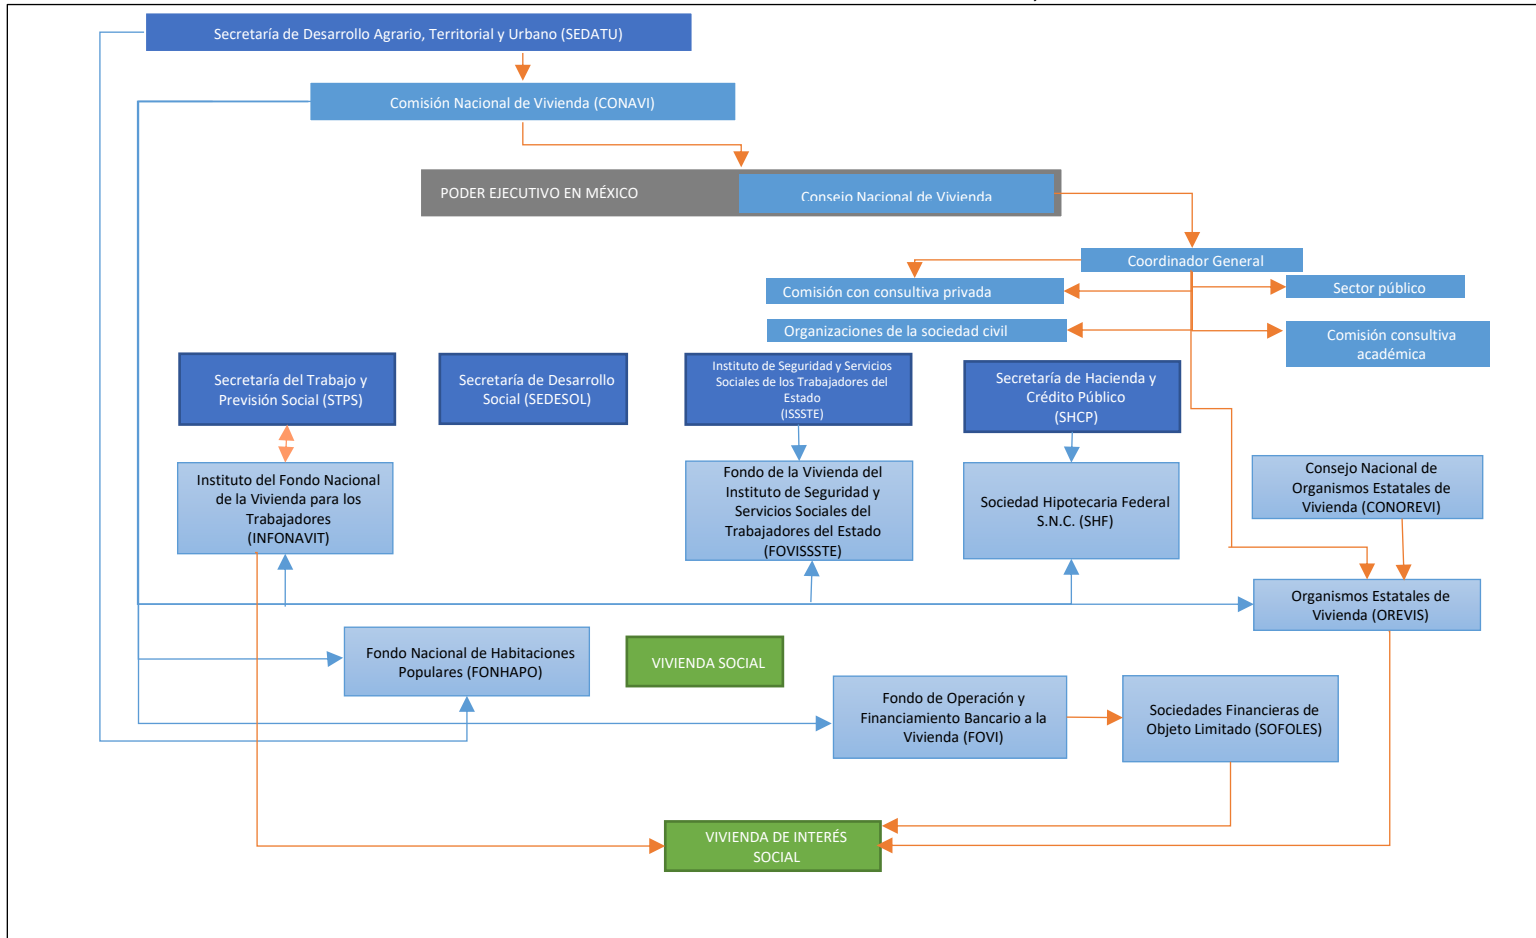 Secretaría de Desarrollo Agrario, Territorial y Urbano (SEDATU)
Comisión Nacional de Vivienda (CONAVI)
PODER EJECUTIVO EN MÉXICO
Consejo Nacional de Vivienda
Coordinador General
Comisión con consultiva privada
Sector público
Organizaciones de la sociedad civil
Comisión consultiva
académica
Secretaría del Trabajo y
Previsión Social (STPS)
Secretaría de Desarrollo
Social (SEDESOL)
Instituto de Seguridad y Servicios
Sociales de los Trabajadores del
Estado
(ISSSTE)
Secretaría de Hacienda y
Crédito Público
(SHCP)
Instituto del Fondo Nacional
de la Vivienda para los
Trabajadores
(INFONAVIT)
Fondo de la Vivienda del
Instituto de Seguridad y
Servicios Sociales del
Trabajadores del Estado
(FOVISSSTE)
Sociedad Hipotecaria Federal
S.N.C. (SHF)
Consejo Nacional de
Organismos Estatales de
Vivienda (CONOREVI)
Organismos Estatales de
Vivienda (OREVIS)
Fondo Nacional de Habitaciones
Populares (FONHAPO)
VIVIENDA SOCIAL
Fondo de Operación y
Financiamiento Bancario a la
Vivienda (FOVI)
Sociedades Financieras de
Objeto Limitado (SOFOLES)
VIVIENDA DE INTERÉS
SOCIAL